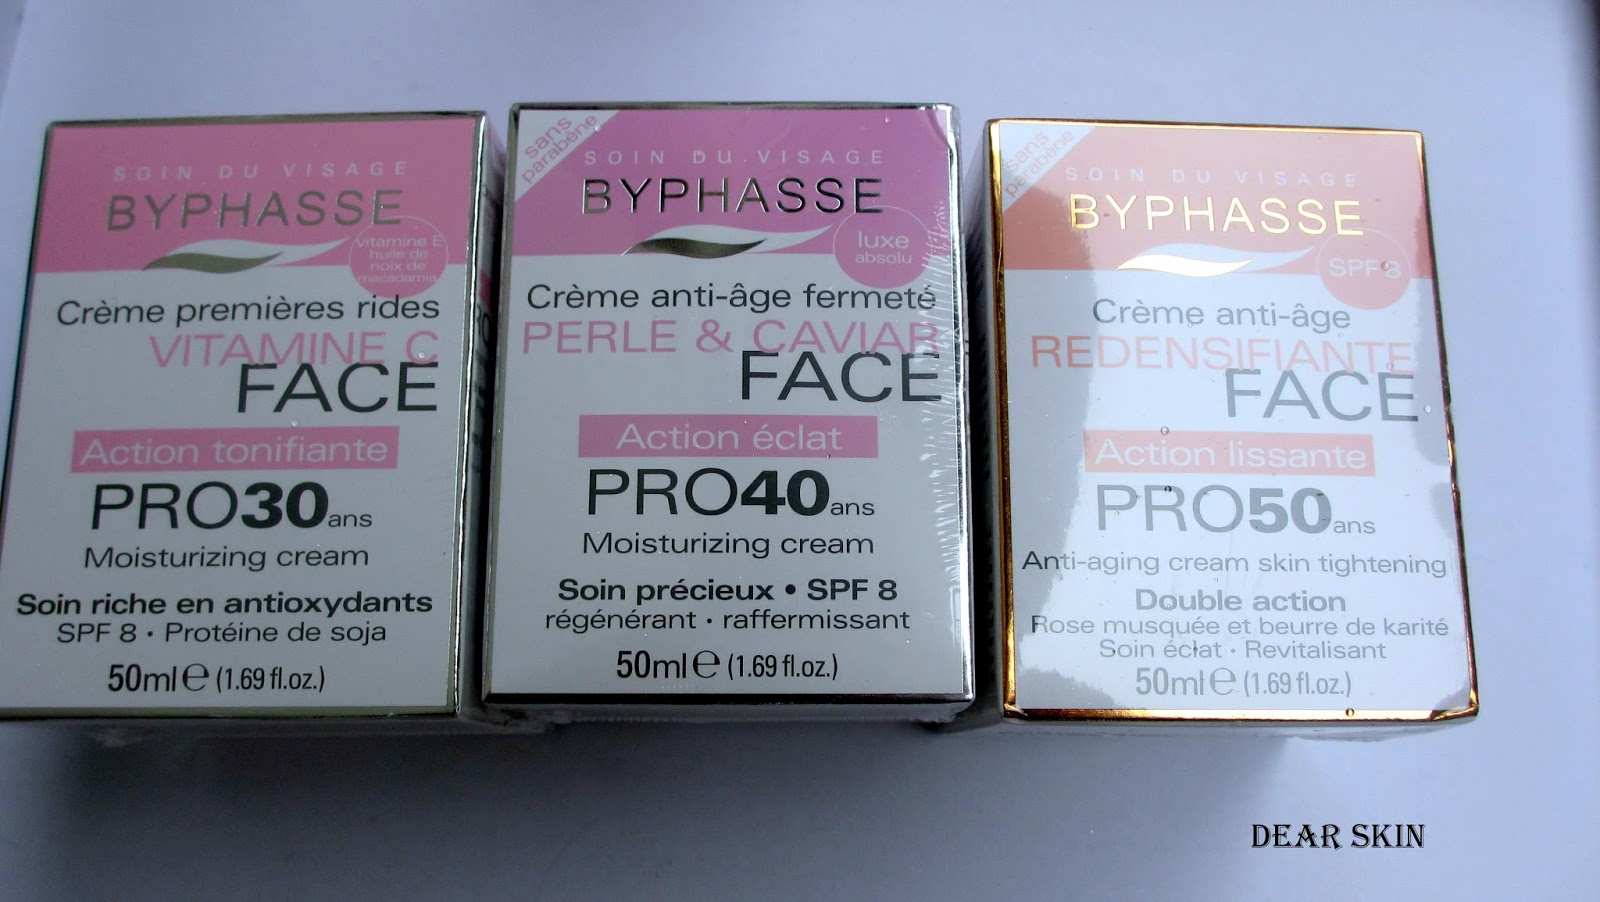 SOIN DU VISAGE
BYPHASSE
vitamine E
huile de
noix de
macadamia
Crème premières rides
VITAMINE C
FACE
Action tonifiante
PRO30ans
Moisturizing cream
Soin riche en antioxydants
SPF 8 · Protéine de soja
50ml℮ (1.69 fl.oz.)
sans
parabène
SOIN DU VISAGE
BYPHASSE
luxe
absolu
Crème anti-âge fermeté
PERLE & CAVIAR
FACE
Action éclat
PRO40ans
Moisturizing cream
Soin précieux • SPF 8
régénérant · raffermissant
50ml℮ (1.69 fl.oz.)
sans
parabène
SOIN DU VISAGE
BYPHASSE
SPF 8
Crème anti-âge
REDENSIFIANTE
FACE
Action lissante
PRO50ans
Anti-aging cream skin tightening
Double action
Rose musquée et beurre de karité
Soin éclat · Revitalisant
50ml℮ (1.69 fl.oz.)
DEAR SKIN